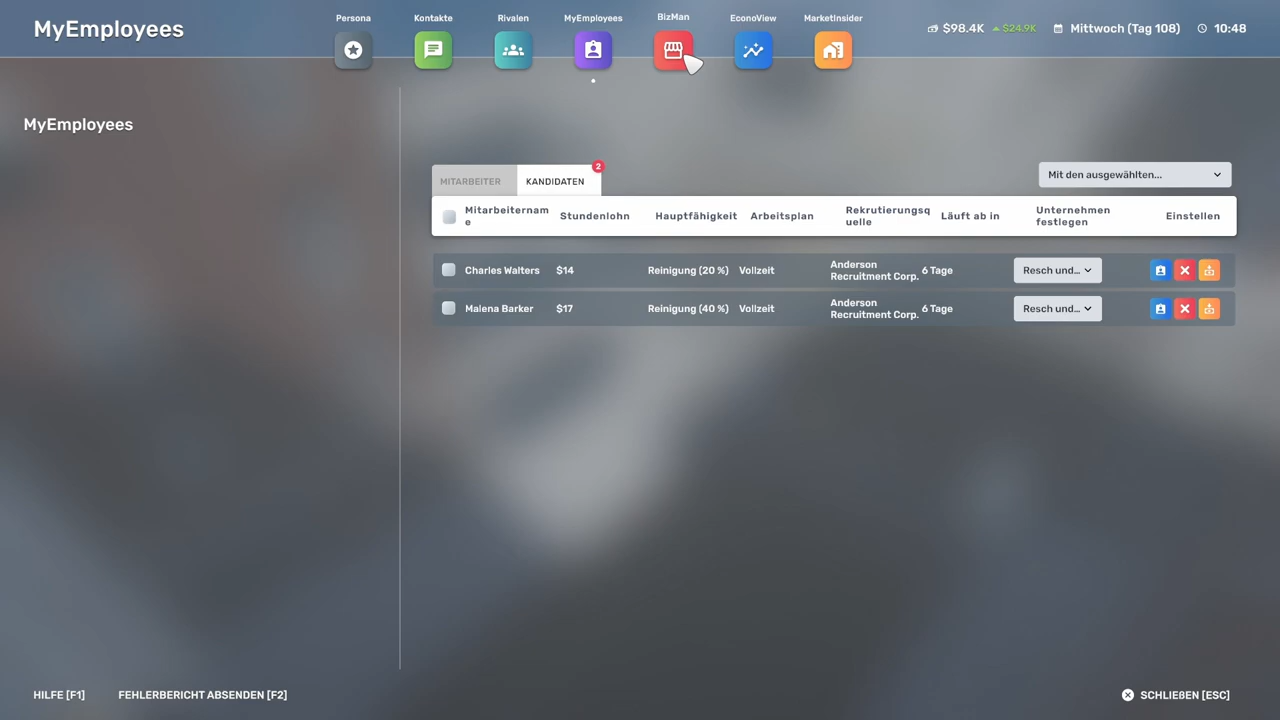 MyEmployees
Persona
Kontakte
Rivalen
MyEmployees
BizMan
EconoView
MarketInsider
$98.4K
$24.9K
Mittwoch (Tag 108)
10:48
MyEmployees
MITARBEITER
KANDIDATEN
2
Mit den ausgewählten...
Mitarbeiternam
e
Stundenlohn
Hauptfähigkeit
Arbeitsplan
Rekrutierungsq
uelle
Läuft ab in
Unternehmen
festlegen
Einstellen
Charles Walters
$14
Reinigung (20 %)
Vollzeit
Anderson
Recruitment Corp.
6 Tage
Resch und...
Malena Barker
$17
Reinigung (40 %)
Vollzeit
Anderson
Recruitment Corp.
6 Tage
Resch und...
HILFE [F1]
FEHLERBERICHT ABSENDEN [F2]
SCHLIEßEN [ESC]